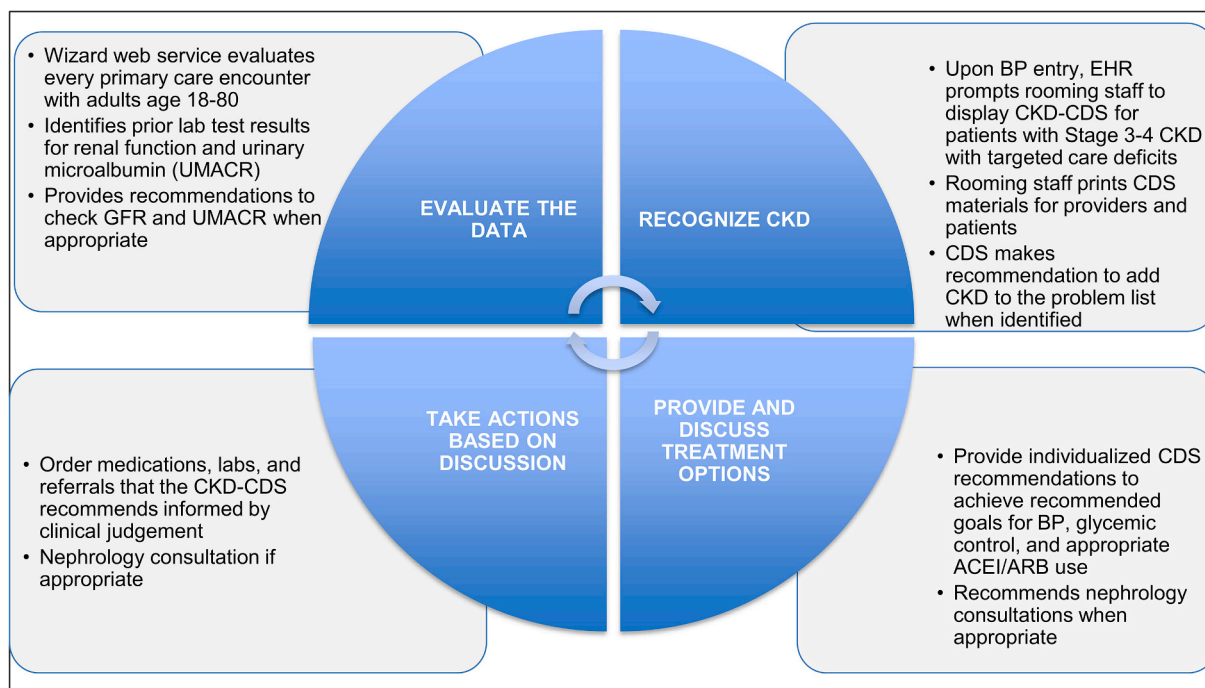 • Wizard web service evaluates
every primary care encounter
with adults age 18-80
• Identifies prior lab test results
for renal function and urinary
microalbumin (UMACR)
• Provides recommendations to
check GFR and UMACR when
appropriate
EVALUATE THE
DATA
RECOGNIZE CKD
• Upon BP entry, EHR
prompts rooming staff to
display CKD-CDS for
patients with Stage 3-4 CKD
with targeted care deficits
• Rooming staff prints CDS
materials for providers and
patients
• CDS makes
recommendation to add
CKD to the problem list
when identified
• Order medications, labs, and
referrals that the CKD-CDS
recommends informed by
clinical judgement
• Nephrology consultation if
appropriate
TAKE ACTIONS
BASED ON
DISCUSSION
PROVIDE AND
DISCUSS
TREATMENT
OPTIONS
• Provide individualized CDS
recommendations to
achieve recommended
goals for BP, glycemic
control, and appropriate
ACEI/ARB use
• Recommends nephrology
consultations when
appropriate